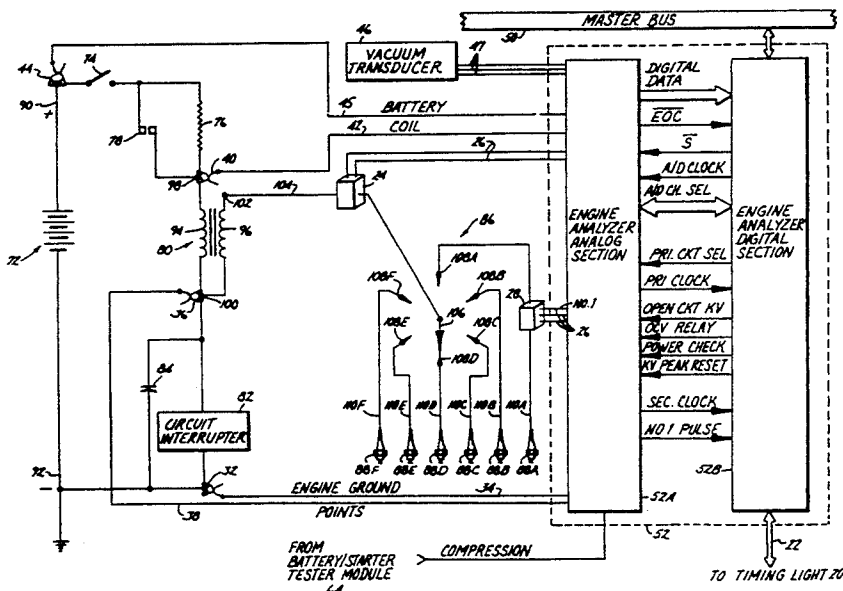 MASTER BUS
50
46
VACUUM
TRANSDUCER
47
44
74
90
+
45
BATTERY
42
COIL
78
76
40
98
26
24
104
102
94
96
80
72
36
100
84
82
CIRCUIT
INTERRUPTER
92
-
32
ENGINE GROUND
34
38
POINTS
86
108A
108F
108B
106
108E
108C
108D
28
NO.1
26
110F
110E
110D
110C
110B
110A
88F
88E
88D
88C
88B
88A
ENGINE
ANALYZER
ANALOG
SECTION
52A
DIGITAL
DATA
EOC
S
A/D CLOCK
A/D CH. SEL
PRI. CKT SEL
PRI CLOCK
OPEN CKT KV
OCV RELAY
POWER CHECK
KV PEAK RESET
SEC. CLOCK
NO.1 PULSE
ENGINE
ANALYZER
DIGITAL
SECTION
52B
52
22
TO TIMING LIGHT 20
FROM
BATTERY/STARTER
TESTER MODULE
64
COMPRESSION